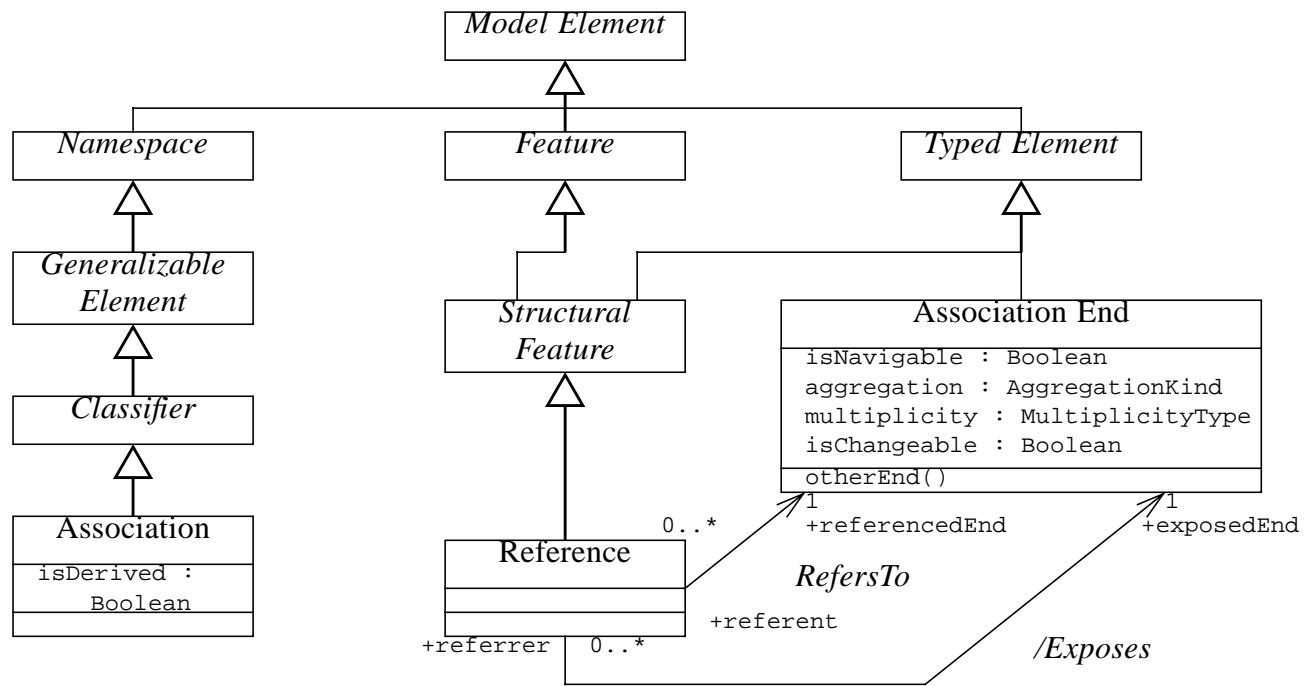 Model Element
Namespace
Feature
Typed Element
Generalizable
Element
Structural
Feature
Association End
isNavigable : Boolean
aggregation : AggregationKind
multiplicity : MultiplicityType
isChangeable : Boolean
otherEnd()
Classifier
Association
isDerived :
Boolean
Reference
0..*
1
+referencedEnd
1
+exposedEnd
RefersTo
+referent
+referrer
0..*
/Exposes